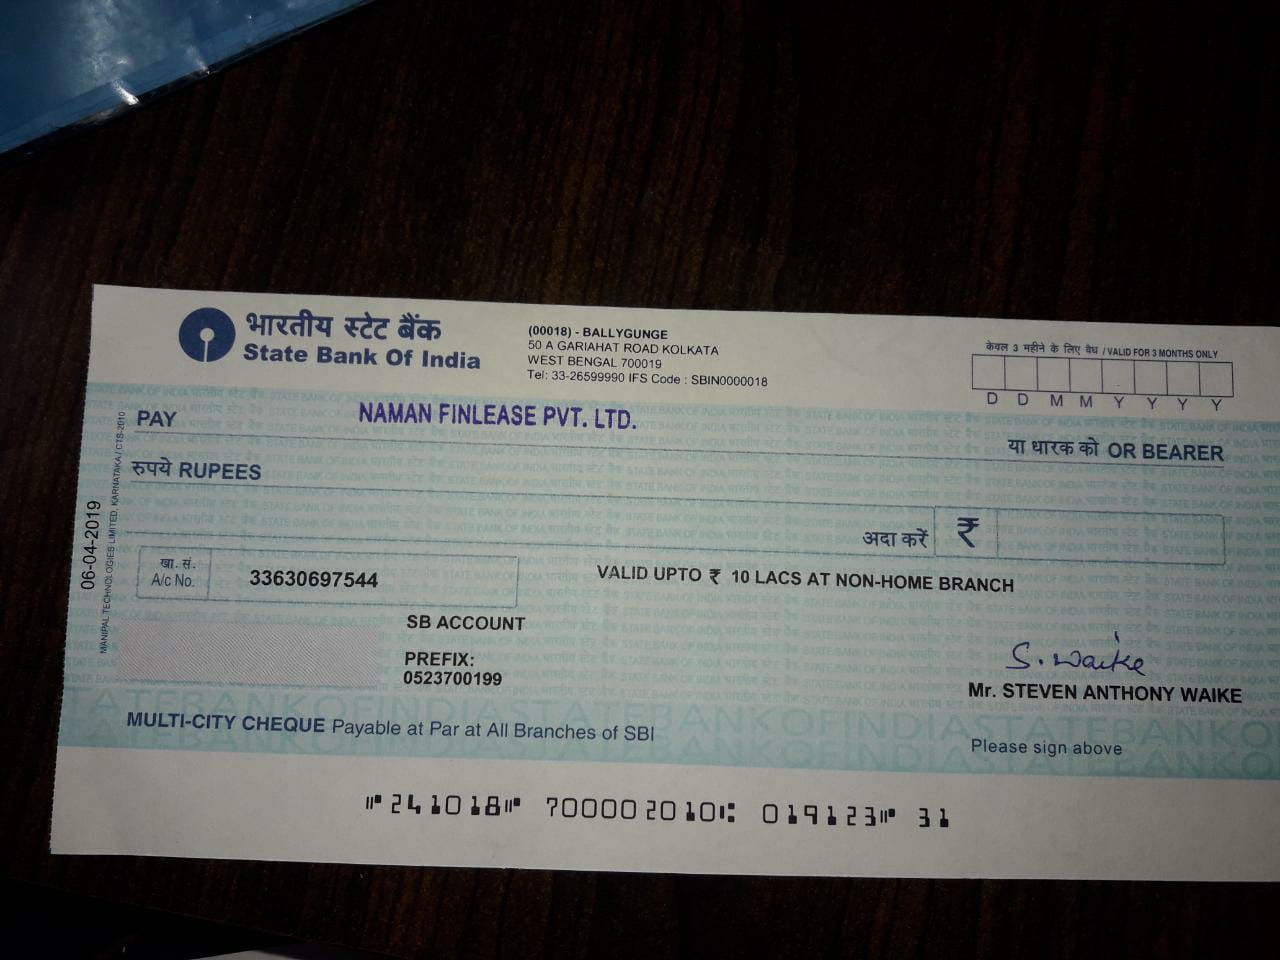 भारतीय स्टेट बैंक
State Bank Of India
(00018) - BALLYGUNGE
50 A GARIAHAT ROAD KOLKATA
WEST BENGAL 700019
Tel: 33-26599990 IFS Code : SBIN0000018
केवल 3 महीने के लिए वैध / VALID FOR 3 MONTHS ONLY
D D M M Y Y Y Y
PAY NAMAN FINLEASE PVT. LTD.
या धारक को OR BEARER
रुपये RUPEES
अदा करें ₹
खा. सं.
A/c No. 33630697544
VALID UPTO ₹ 10 LACS AT NON-HOME BRANCH
SB ACCOUNT
PREFIX:
0523700199
S. Waike
Mr. STEVEN ANTHONY WAIKE
MULTI-CITY CHEQUE Payable at Par at All Branches of SBI
Please sign above
⑈241018⑈ 700002010⑆ 019123⑈ 31
06-04-2019
MANIPAL TECHNOLOGIES LIMITED, KARNATAKA / CTS-2010